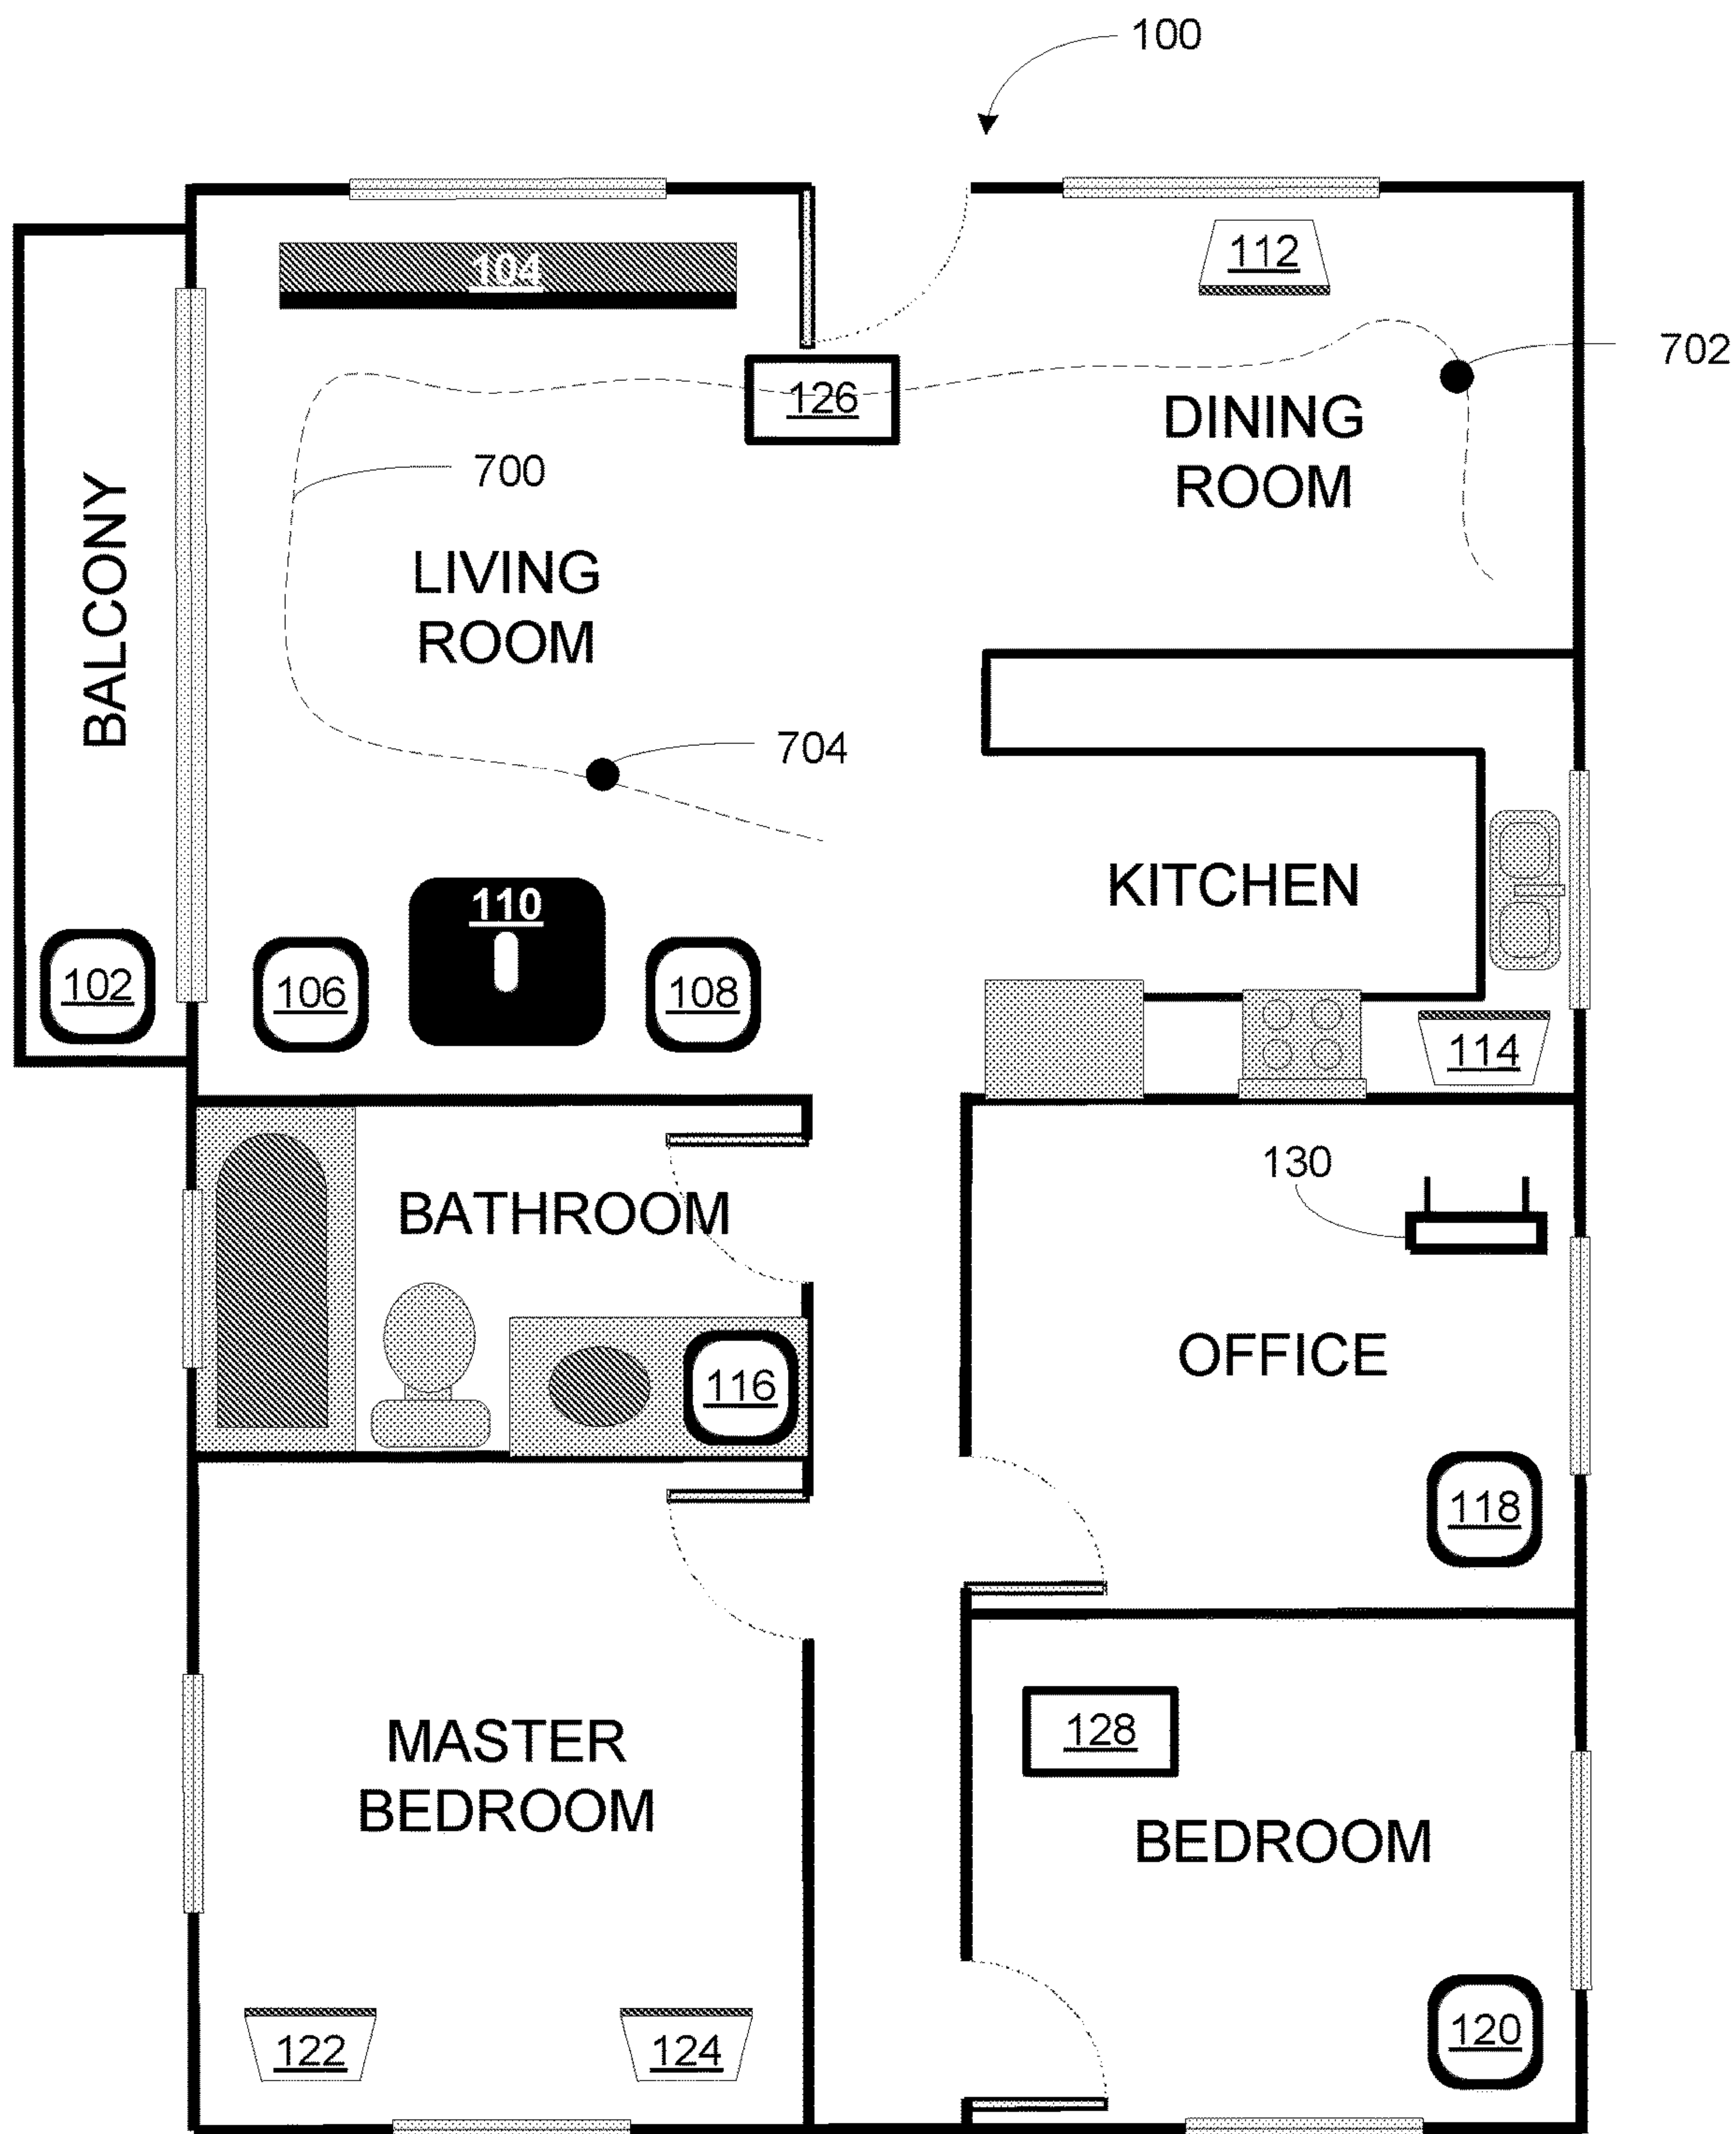 100
104
112
702
126
DINING
ROOM
700
BALCONY
LIVING
ROOM
704
KITCHEN
110
102
106
108
114
130
BATHROOM
OFFICE
116
118
128
MASTER
BEDROOM
BEDROOM
122
124
120